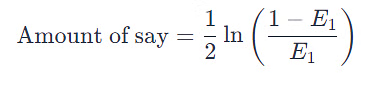 Amount of say = 1/2 ln((1 − E₁)/E₁)